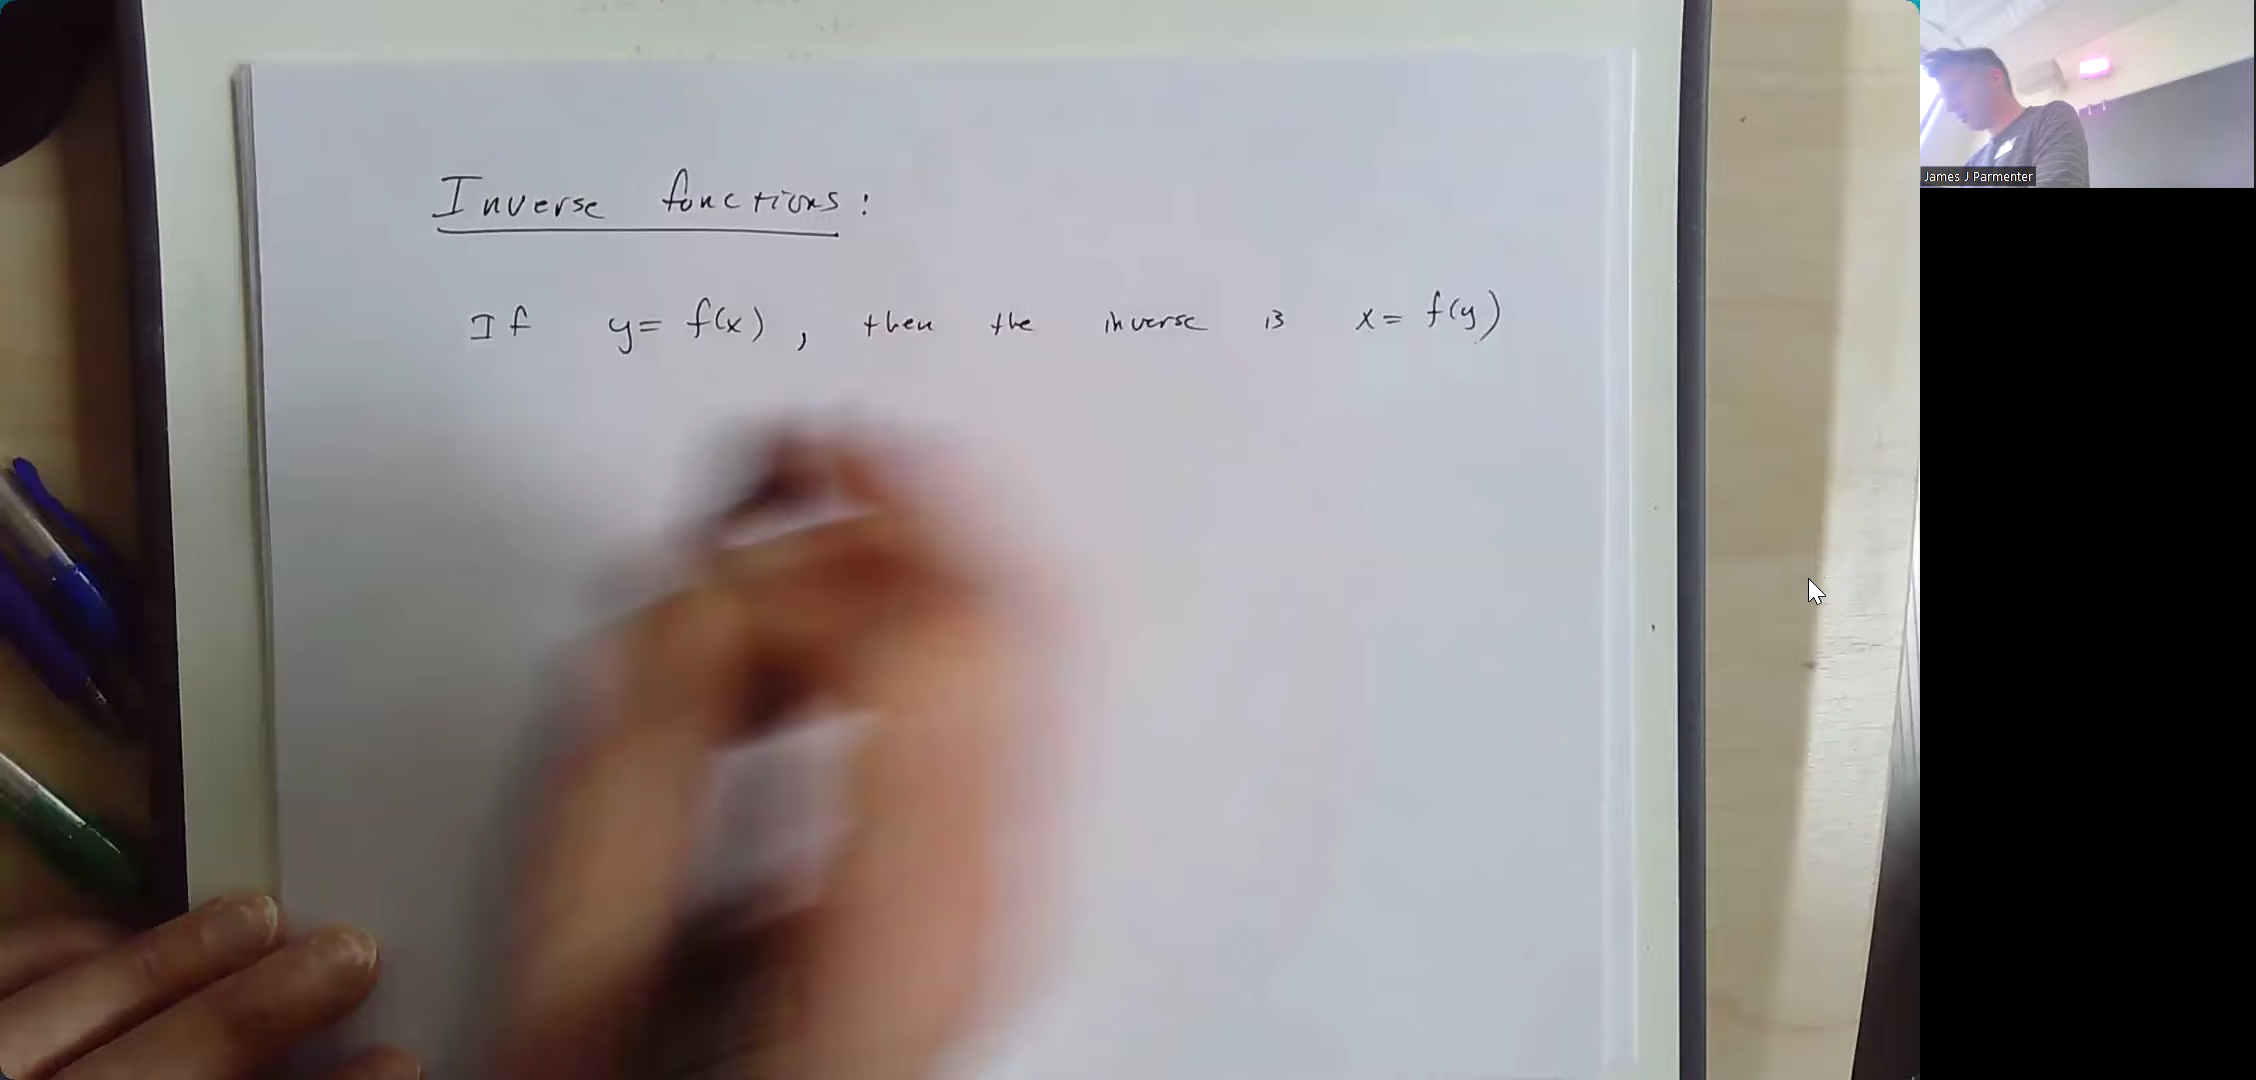 Inverse functions:
If y= f(x), then the inverse is x= f(y)
James J Parmenter